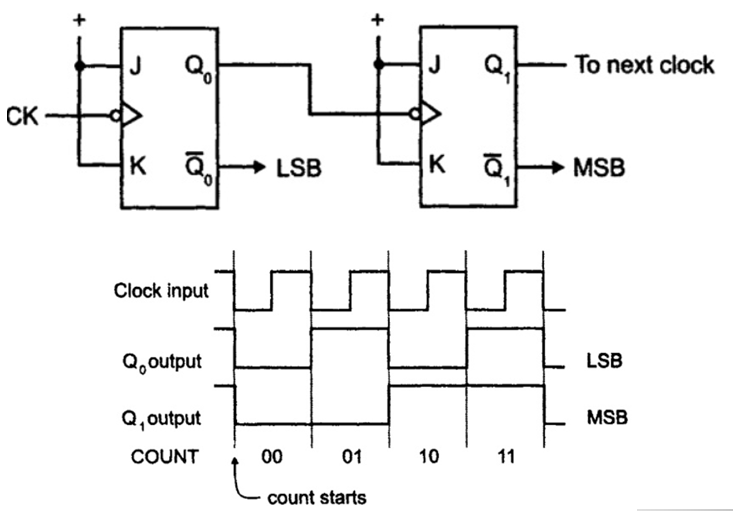 + +
J Q₀ J Q₁ To next clock
CK
K Q̅₀ LSB K Q̅₁ MSB
Clock input
Q₀ output LSB
Q₁ output MSB
COUNT 00 01 10 11
count starts